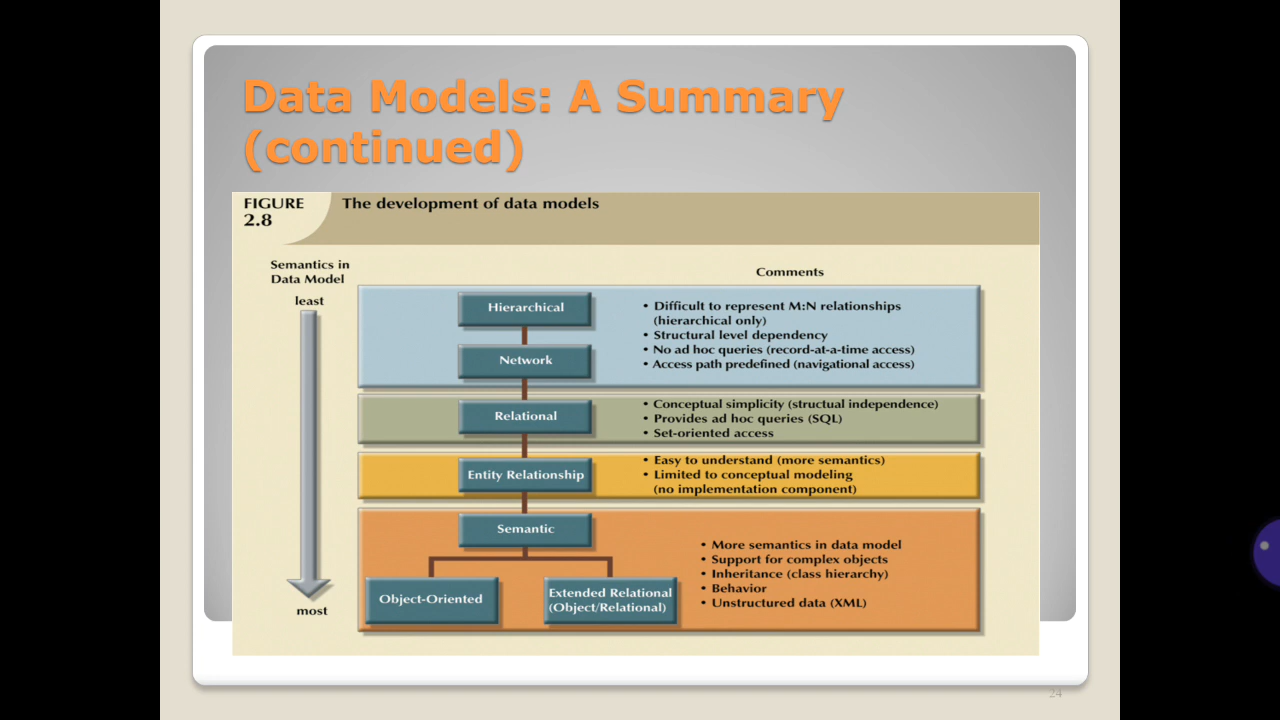 Data Models: A Summary
(continued)
FIGURE
2.8
The development of data models
Semantics in
Data Model
least
most
Comments
Hierarchical
Network
• Difficult to represent M:N relationships
(hierarchical only)
• Structural level dependency
• No ad hoc queries (record-at-a-time access)
• Access path predefined (navigational access)
Relational
• Conceptual simplicity (structual independence)
• Provides ad hoc queries (SQL)
• Set-oriented access
Entity Relationship
• Easy to understand (more semantics)
• Limited to conceptual modeling
(no implementation component)
Semantic
Object-Oriented
Extended Relational
(Object/Relational)
• More semantics in data model
• Support for complex objects
• Inheritance (class hierarchy)
• Behavior
• Unstructured data (XML)
24